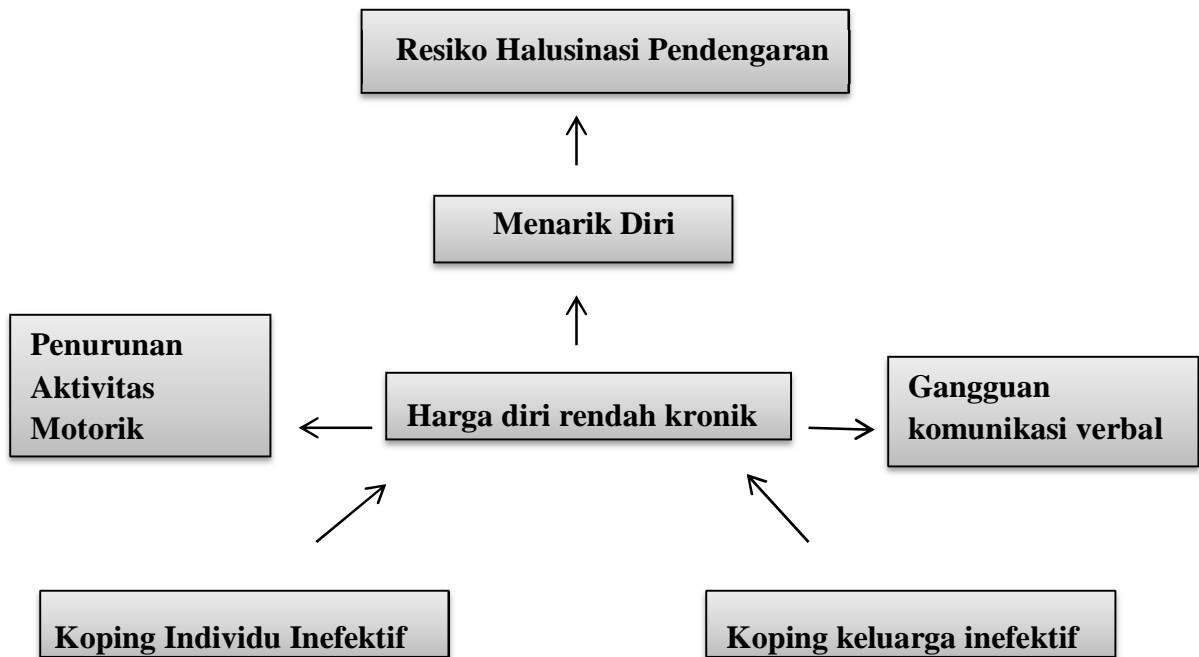 Resiko Halusinasi Pendengaran
Menarik Diri
Penurunan
Aktivitas
Motorik
Harga diri rendah kronik
Gangguan
komunikasi verbal
Koping Individu Inefektif
Koping keluarga inefektif